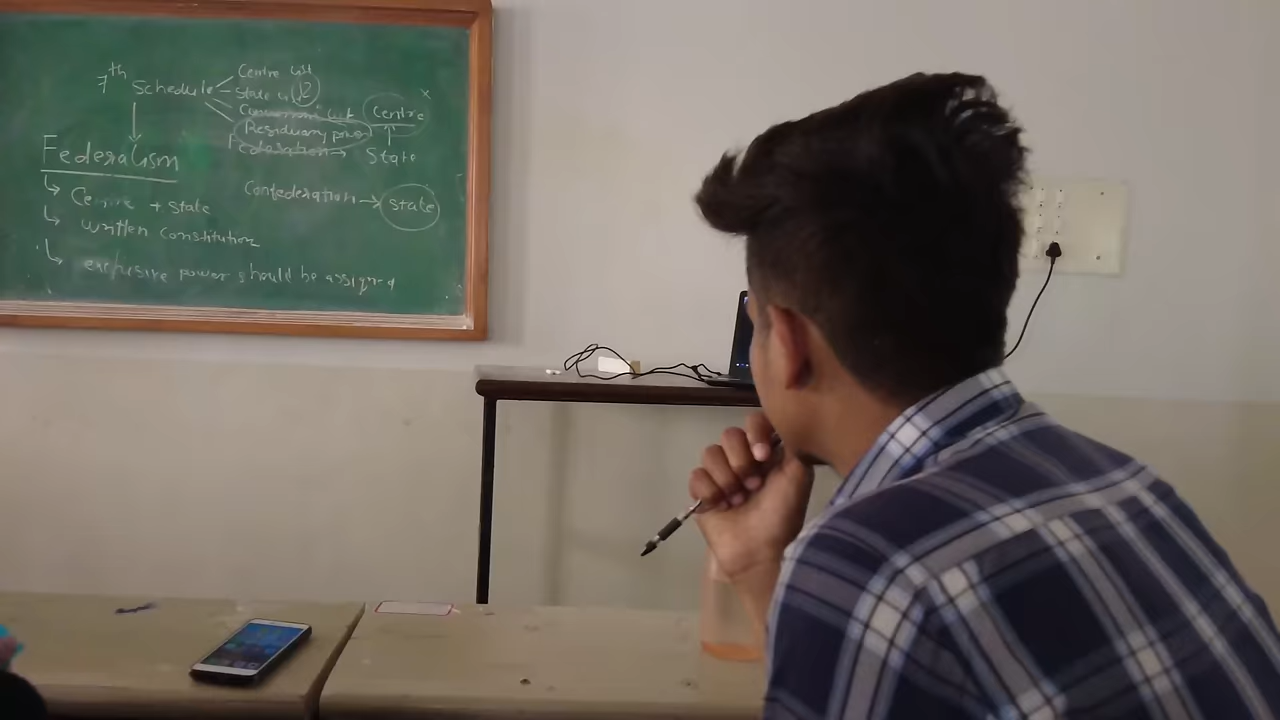 7th Schedule
Centre list
State list
Residuary power
Centre
x
Federation → State
Federalism
Confederation → State
↳ Centre + State
↳ written constitution
↳ exclusive power should be assigned